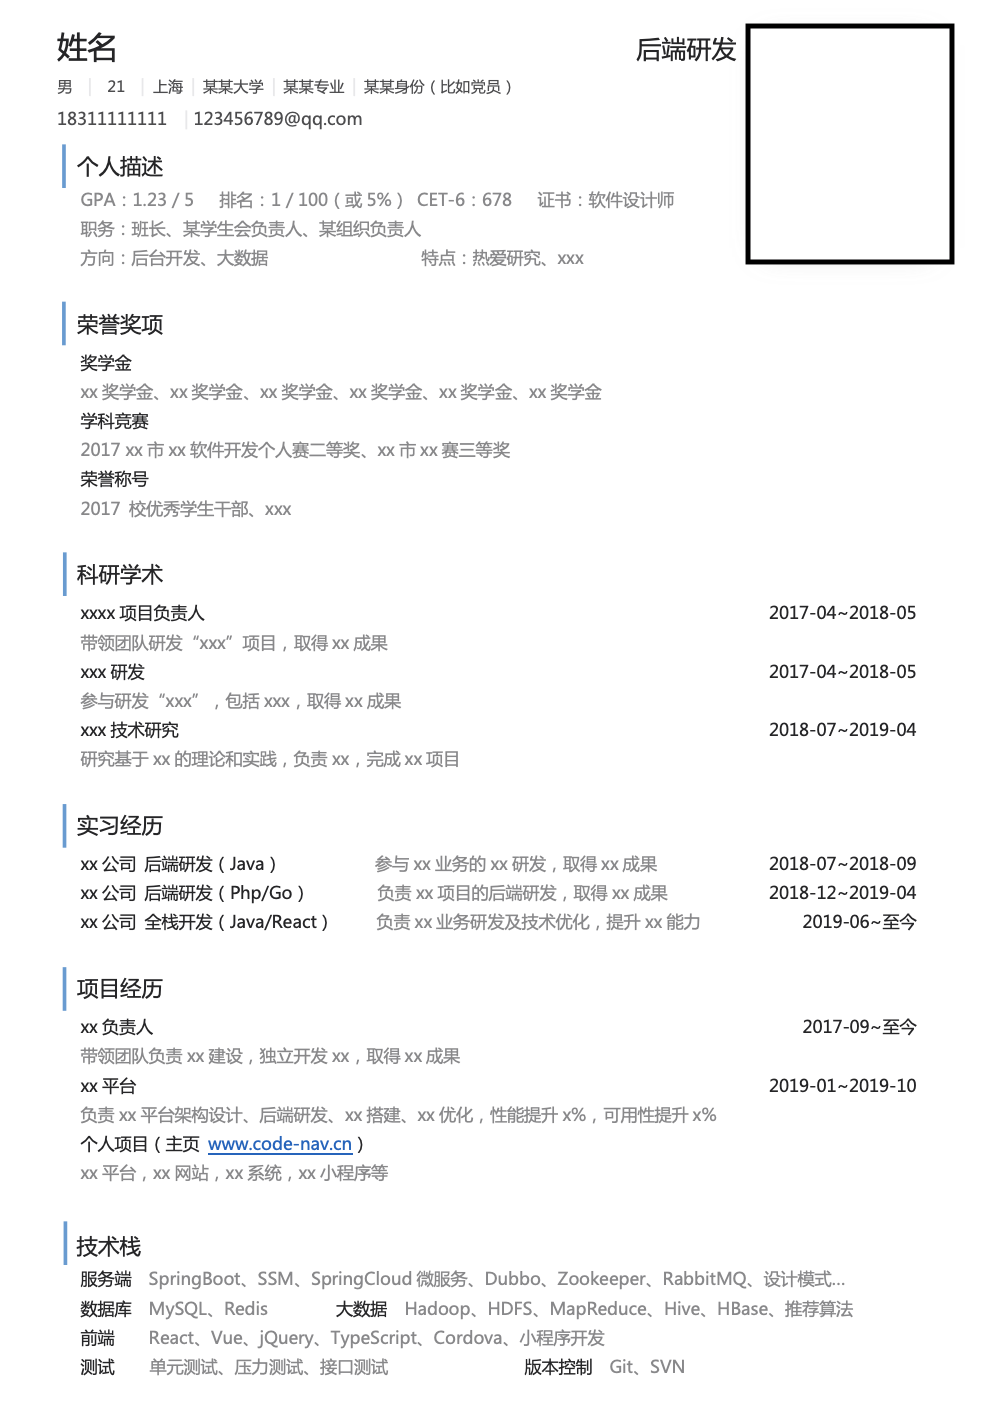 姓名 后端研发
男 21 上海 某某大学 某某专业 某某身份（比如党员）
18311111111 123456789@qq.com
个人描述
GPA：1.23 / 5 排名：1 / 100（或 5%） CET-6：678 证书：软件设计师
职务：班长、某学生会负责人、某组织负责人
方向：后台开发、大数据 特点：热爱研究、xxx
荣誉奖项
奖学金
xx 奖学金、xx 奖学金、xx 奖学金、xx 奖学金、xx 奖学金、xx 奖学金
学科竞赛
2017 xx 市 xx 软件开发个人赛二等奖、xx 市 xx 赛三等奖
荣誉称号
2017 校优秀学生干部、xxx
科研学术
xxxx 项目负责人 2017-04~2018-05
带领团队研发“xxx”项目，取得 xx 成果
xxx 研发 2017-04~2018-05
参与研发“xxx”，包括 xxx，取得 xx 成果
xxx 技术研究 2018-07~2019-04
研究基于 xx 的理论和实践，负责 xx，完成 xx 项目
实习经历
xx 公司 后端研发（Java） 参与 xx 业务的 xx 研发，取得 xx 成果 2018-07~2018-09
xx 公司 后端研发（Php/Go） 负责 xx 项目的后端研发，取得 xx 成果 2018-12~2019-04
xx 公司 全栈开发（Java/React） 负责 xx 业务研发及技术优化，提升 xx 能力 2019-06~至今
项目经历
xx 负责人 2017-09~至今
带领团队负责 xx 建设，独立开发 xx，取得 xx 成果
xx 平台 2019-01~2019-10
负责 xx 平台架构设计、后端研发、xx 搭建、xx 优化，性能提升 x%，可用性提升 x%
个人项目（主页 www.code-nav.cn）
xx 平台，xx 网站，xx 系统，xx 小程序等
技术栈
服务端 SpringBoot、SSM、SpringCloud 微服务、Dubbo、Zookeeper、RabbitMQ、设计模式...
数据库 MySQL、Redis 大数据 Hadoop、HDFS、MapReduce、Hive、HBase、推荐算法
前端 React、Vue、jQuery、TypeScript、Cordova、小程序开发
测试 单元测试、压力测试、接口测试 版本控制 Git、SVN